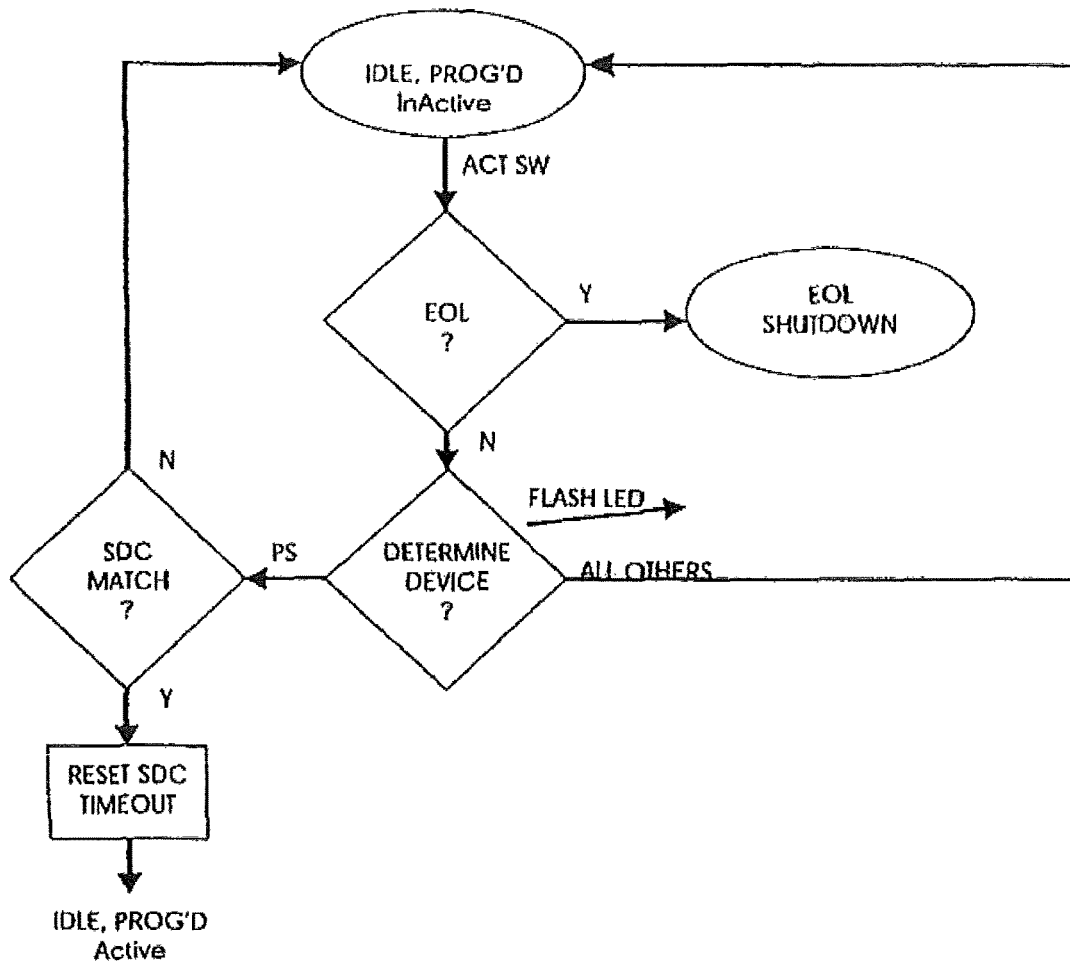 IDLE, PROG'D
InActive
ACT SW
EOL
?
Y
EOL
SHUTDOWN
N
N
FLASH LED
SDC
MATCH
?
PS
DETERMINE
DEVICE
?
ALL OTHERS
Y
RESET SDC
TIMEOUT
IDLE, PROG'D
Active